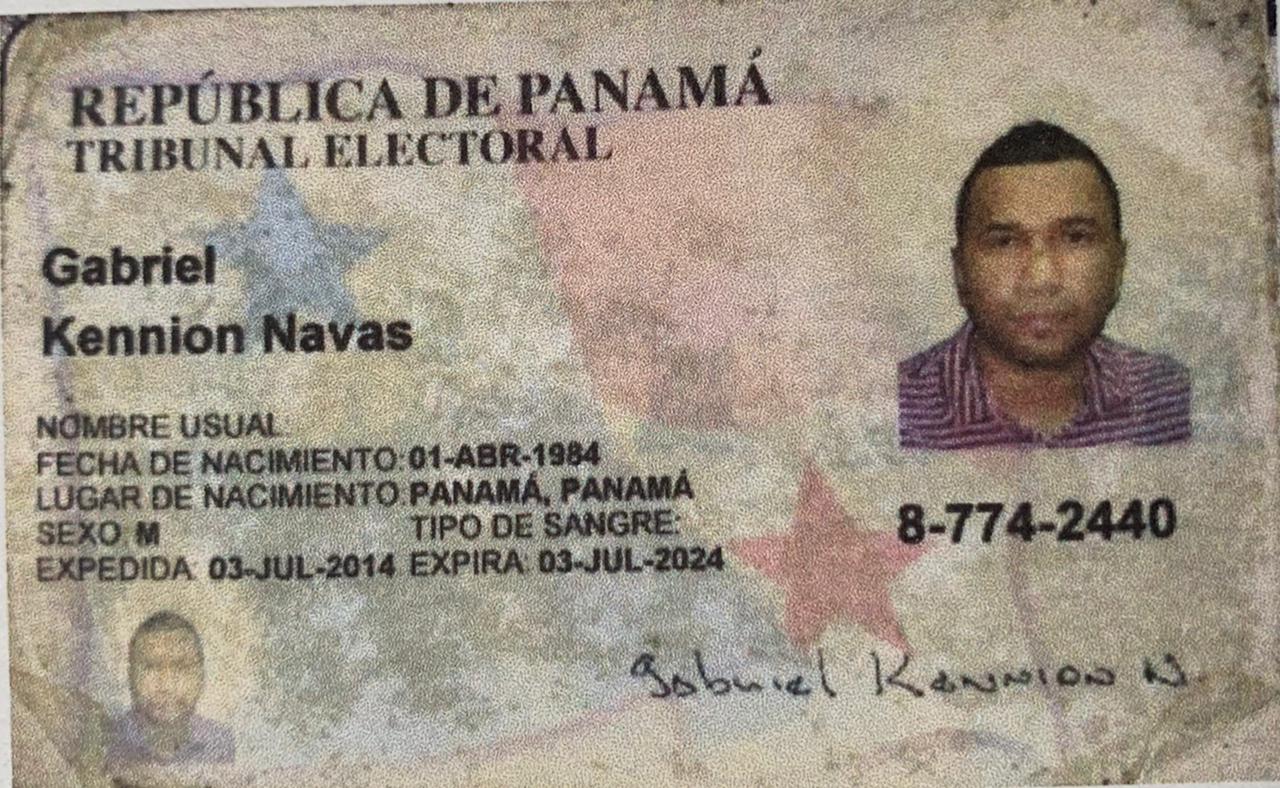 REPÚBLICA DE PANAMÁ
TRIBUNAL ELECTORAL
Gabriel
Kennion Navas
NOMBRE USUAL
FECHA DE NACIMIENTO: 01-ABR-1984
LUGAR DE NACIMIENTO: PANAMÁ, PANAMÁ
SEXO: M TIPO DE SANGRE:
EXPEDIDA: 03-JUL-2014 EXPIRA: 03-JUL-2024
8-774-2440
Gabriel Kennion N.